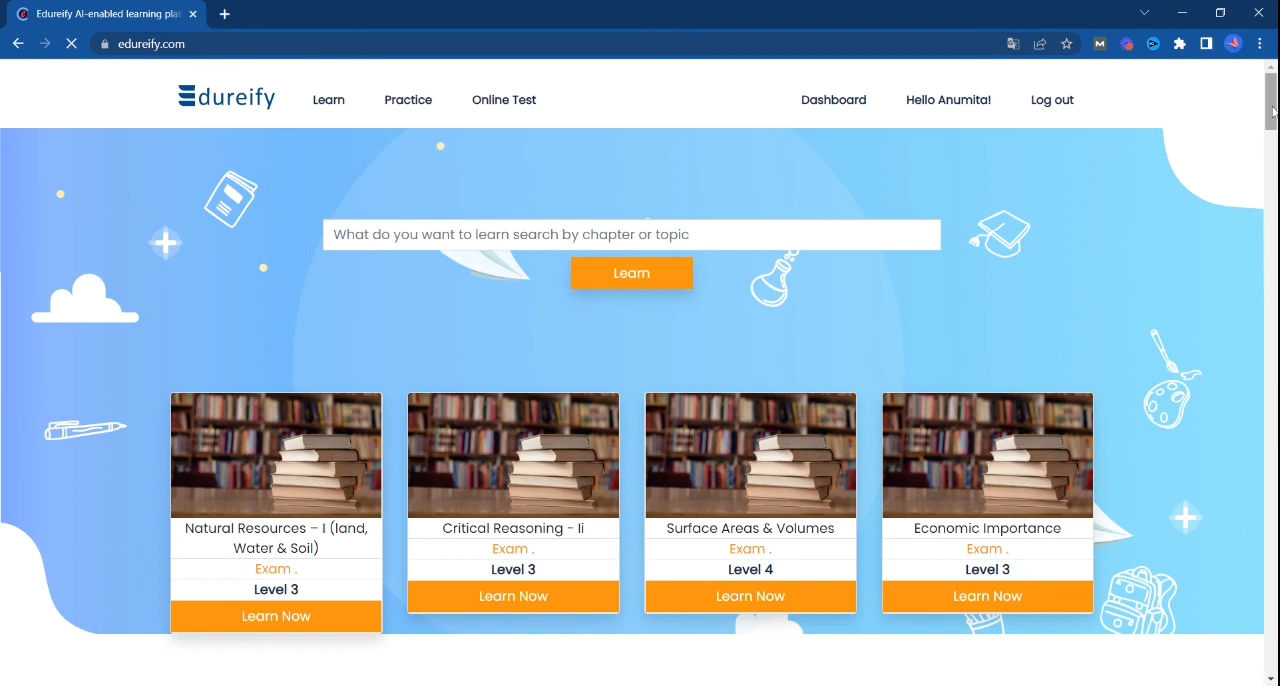 Edureify AI-enabled learning plat
edureify.com
Edureify
Learn
Practice
Online Test
Dashboard
Hello Anumita!
Log out
What do you want to learn search by chapter or topic
Learn
Natural Resources – I (land,
Water & Soil)
Exam .
Level 3
Learn Now
Critical Reasoning - Ii
Exam .
Level 3
Learn Now
Surface Areas & Volumes
Exam .
Level 4
Learn Now
Economic Importance
Exam .
Level 3
Learn Now